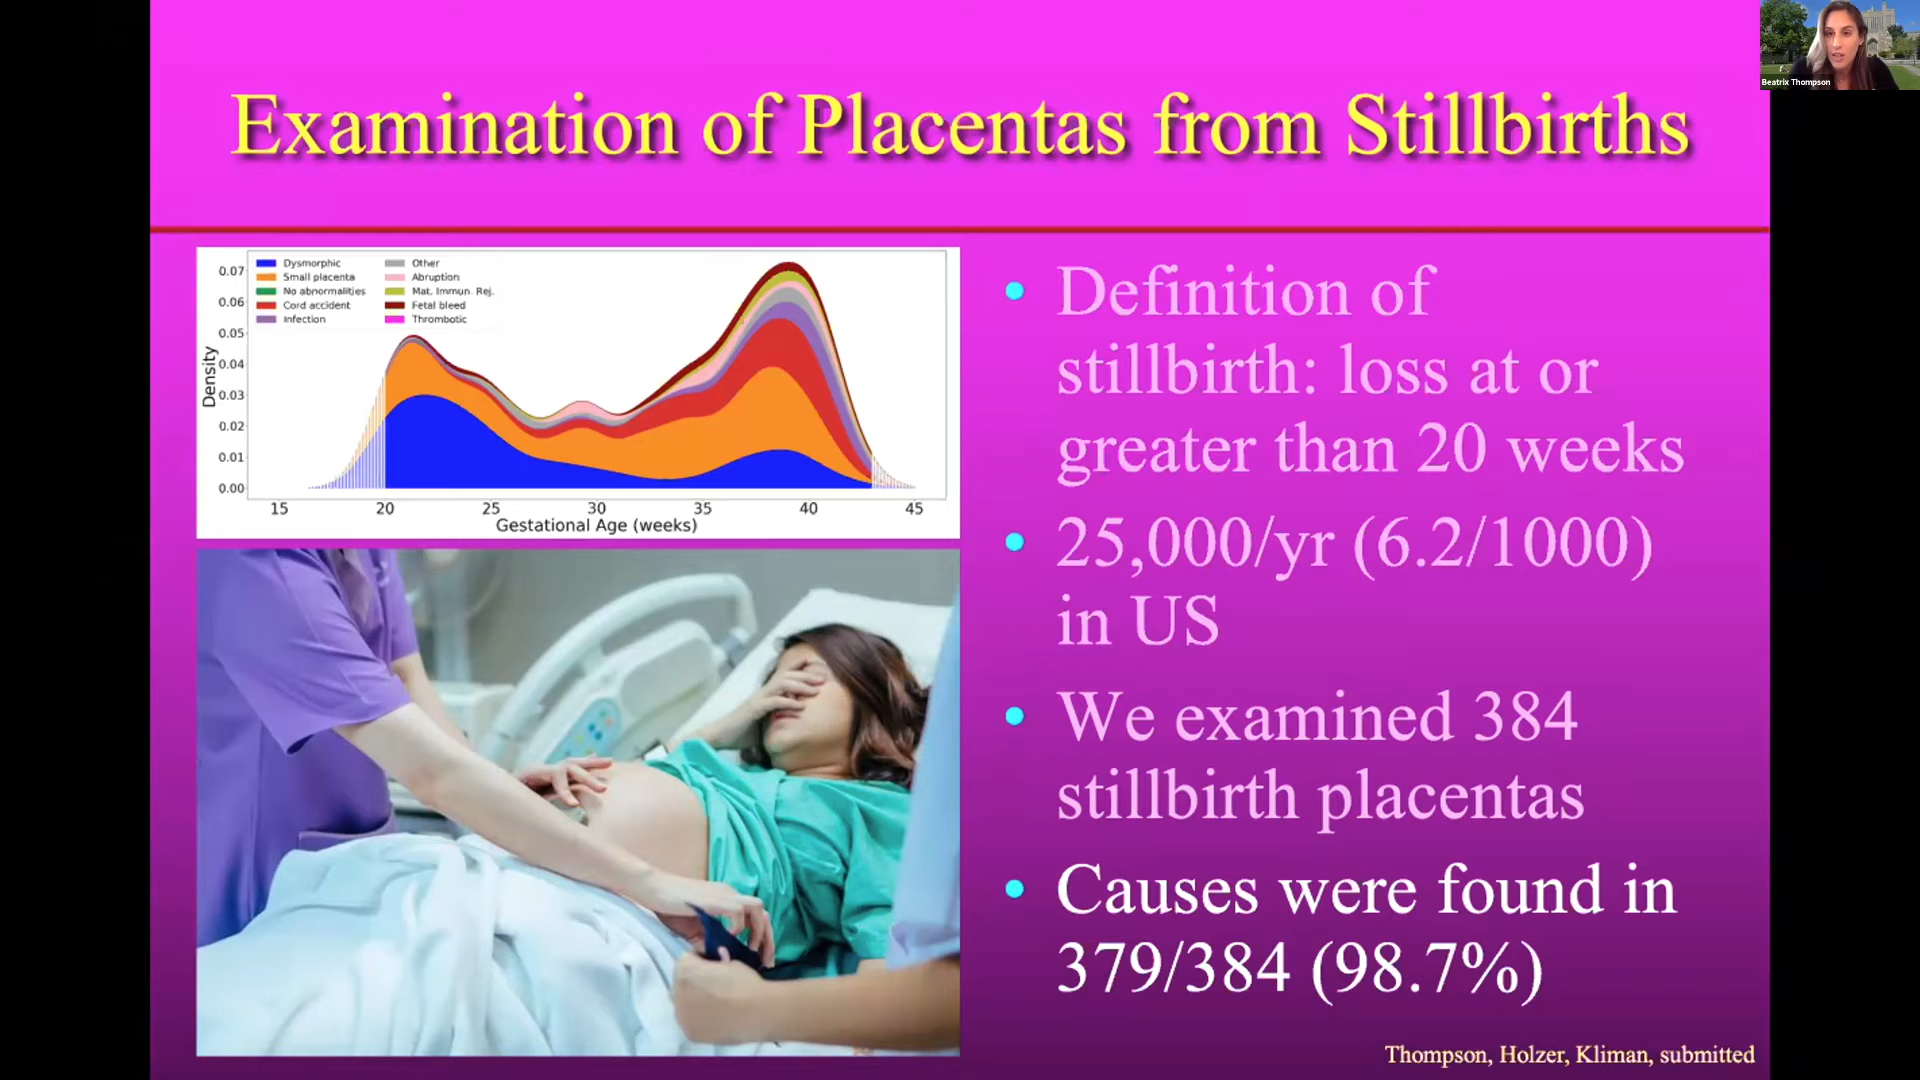 Beatrix Thompson
Examination of Placentas from Stillbirths
Dysmorphic
Small placenta
No abnormalities
Cord accident
Infection
Other
Abruption
Mat. Immun. Rej.
Fetal bleed
Thrombotic
0.07
0.06
0.05
0.04
0.03
0.02
0.01
0.00
Density
15 20 25 30 35 40 45
Gestational Age (weeks)
• Definition of
stillbirth: loss at or
greater than 20 weeks
• 25,000/yr (6.2/1000)
in US
• We examined 384
stillbirth placentas
• Causes were found in
379/384 (98.7%)
Thompson, Holzer, Kliman, submitted